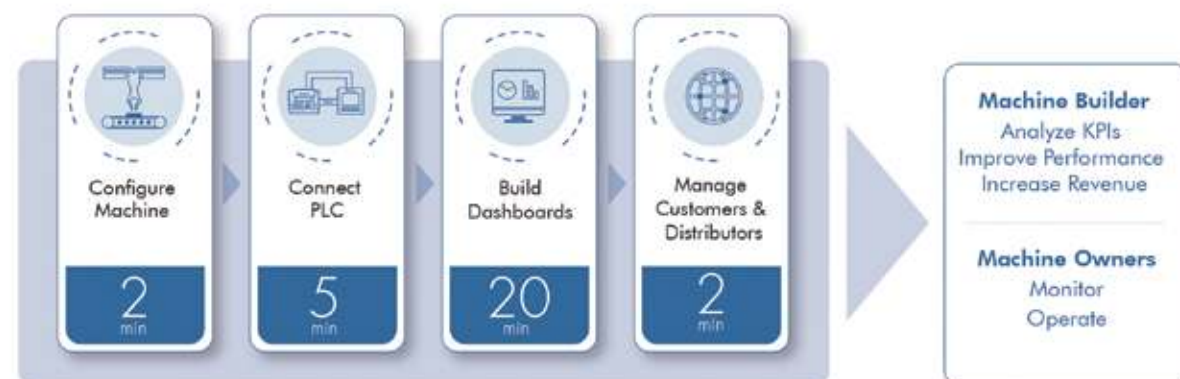 Configure
Machine
2
min
Connect
PLC
5
min
Build
Dashboards
20
min
Manage
Customers &
Distributors
2
min
Machine Builder
Analyze KPIs
Improve Performance
Increase Revenue
Machine Owners
Monitor
Operate